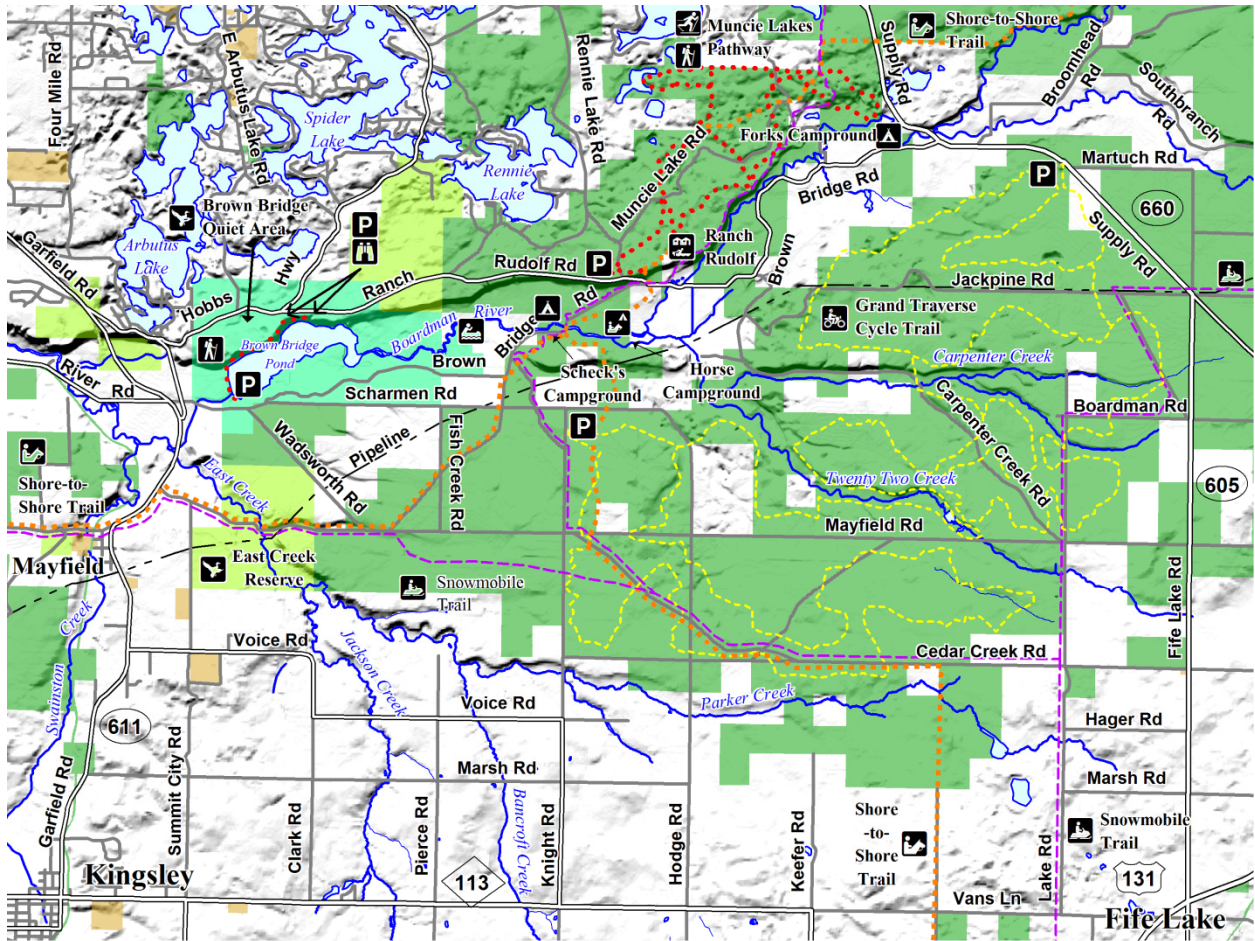 Four Mile Rd
E Arbutus Lake Rd
Spider
Lake
Rennie
Lake
Rennie Lake Rd
Muncie Lakes
Pathway
Supply Rd
Shore-to-Shore
Trail
Broomhead
Rd
Southbranch
Rd
Martuch Rd
Forks Campground
Muncie Lake Rd
Bridge Rd
Brown
P
660
Supply Rd
Brown Bridge
Quiet Area
P
Arbutus
Lake
Garfield Rd
Hobbs
Hwy
Ranch
Rudolf Rd
P
Ranch
Rudolf
Jackpine Rd
Grand Traverse
Cycle Trail
Boardman
River
Brown
Bridge
Rd
Brown Bridge
Pond
P
River
Rd
Scharmen Rd
Scheck's
Campground
Horse
Campground
Carpenter Creek
Carpenter Creek Rd
Boardman Rd
P
Wadsworth Rd
Pipeline
Fish Creek Rd
East Creek
Shore-to-
Shore Trail
Twenty Two Creek
605
Mayfield Rd
Mayfield
East Creek
Reserve
Snowmobile
Trail
Fife Lake Rd
Swainston
Creek
Voice Rd
Jackson Creek
Cedar Creek Rd
Parker Creek
Voice Rd
Hager Rd
611
Garfield Rd
Summit City Rd
Marsh Rd
Marsh Rd
Clark Rd
Pierce Rd
Bancroft Creek
Knight Rd
Hodge Rd
Keefer Rd
Shore
-to-
Shore
Trail
Lake Rd
Snowmobile
Trail
Kingsley
113
131
Vans Ln
Fife Lake